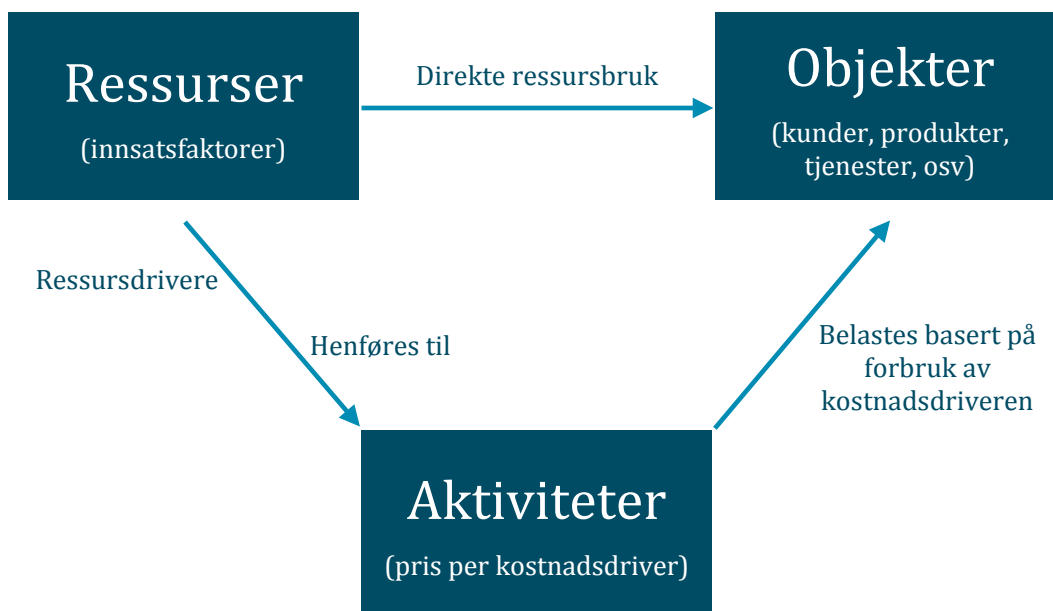 Ressurser
(innsatsfaktorer)
Direkte ressursbruk
Objekter
(kunder, produkter,
tjenester, osv)
Ressursdrivere
Henføres til
Belastes basert på
forbruk av
kostnadsdriveren
Aktiviteter
(pris per kostnadsdriver)